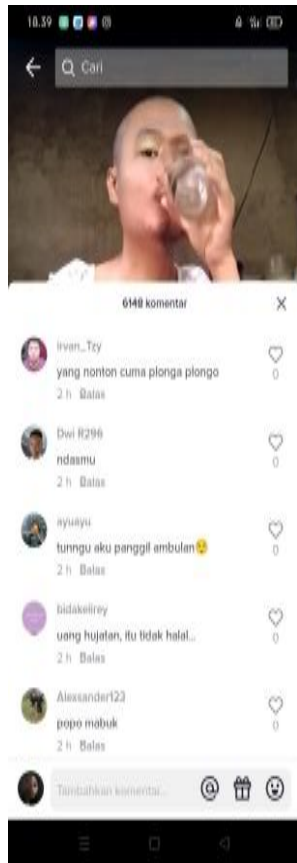 18.39
Cari
6148 komentar
Irvan_Tzy
yang nonton cuma plonga plongo
0
2 h Balas
Dwi R296
ndasmu
0
2 h Balas
ayuayu
tunngu aku panggil ambulan😌
0
2 h Balas
bidakelirey
uang hujatan, itu tidak halal...
0
2 h Balas
Alexsander123
popo mabuk
0
2 h Balas
Tambahkan komentar...